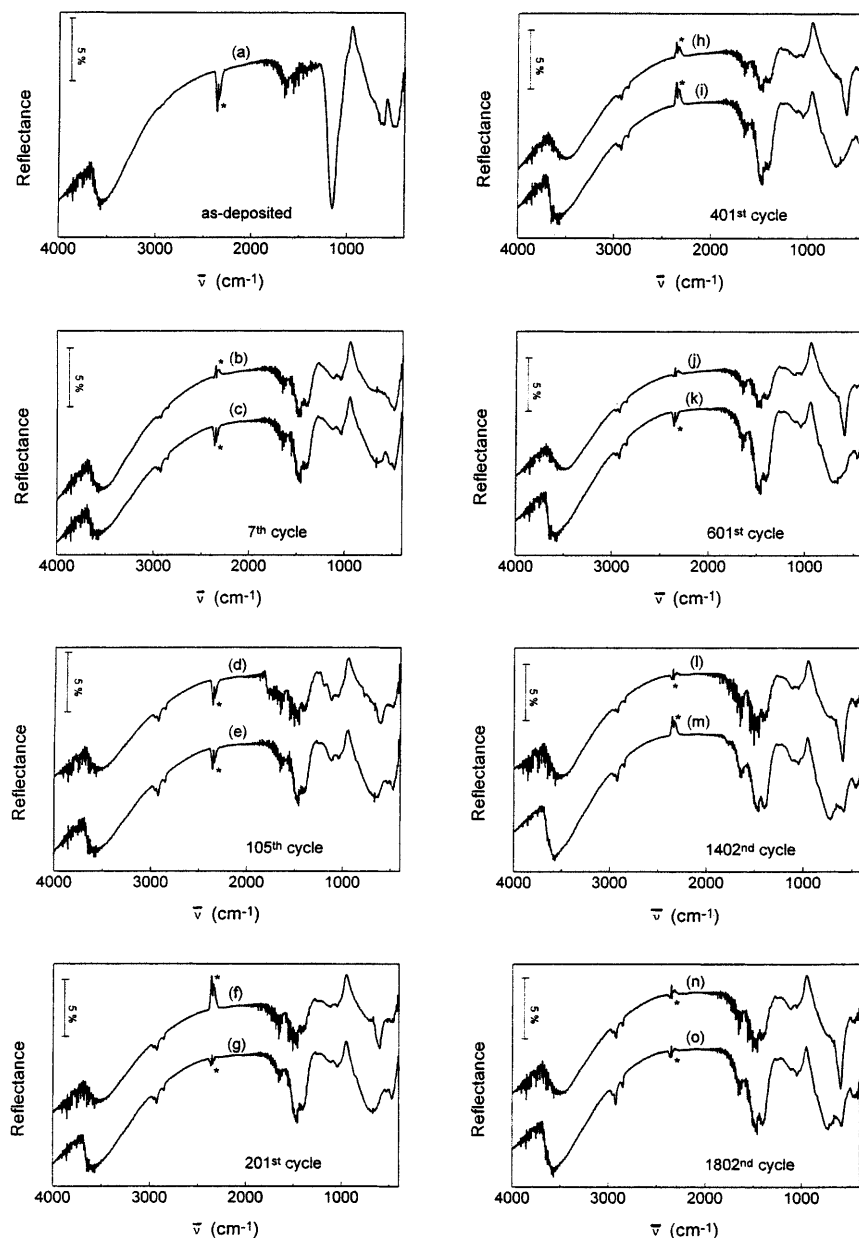 5 %
Reflectance
(a)
*
as-deposited
4000 3000 2000 1000
ν̅ (cm-1)
5 %
Reflectance
(b)
*
(c)
*
7th cycle
4000 3000 2000 1000
ν̅ (cm-1)
5 %
Reflectance
(d)
*
(e)
*
105th cycle
4000 3000 2000 1000
ν̅ (cm-1)
5 %
Reflectance
(f)
*
(g)
*
201st cycle
4000 3000 2000 1000
ν̅ (cm-1)
5 %
Reflectance
(h)
*
(i)
*
401st cycle
4000 3000 2000 1000
ν̅ (cm-1)
5 %
Reflectance
(j)
(k)
*
601st cycle
4000 3000 2000 1000
ν̅ (cm-1)
5 %
Reflectance
(l)
*
(m)
*
1402nd cycle
4000 3000 2000 1000
ν̅ (cm-1)
5 %
Reflectance
(n)
*
(o)
*
1802nd cycle
4000 3000 2000 1000
ν̅ (cm-1)